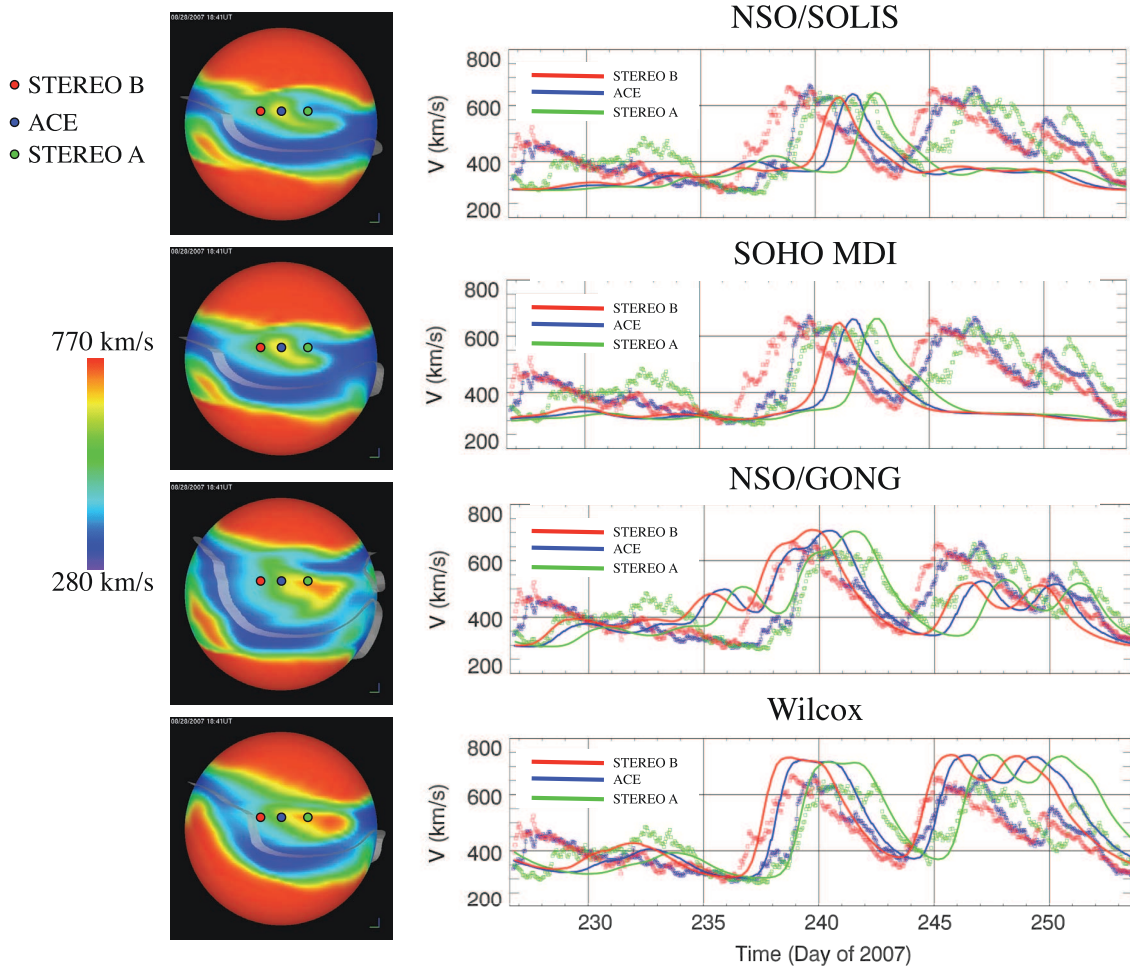 STEREO B
ACE
STEREO A
770 km/s
280 km/s
08/28/2007 18:41UT
NSO/SOLIS
STEREO B
ACE
STEREO A
V (km/s)
800
600
400
200
08/28/2007 18:41UT
SOHO MDI
STEREO B
ACE
STEREO A
V (km/s)
800
600
400
200
08/28/2007 18:41UT
NSO/GONG
STEREO B
ACE
STEREO A
V (km/s)
800
600
400
200
08/28/2007 18:41UT
Wilcox
STEREO B
ACE
STEREO A
V (km/s)
800
600
400
200
230 235 240 245 250
Time (Day of 2007)